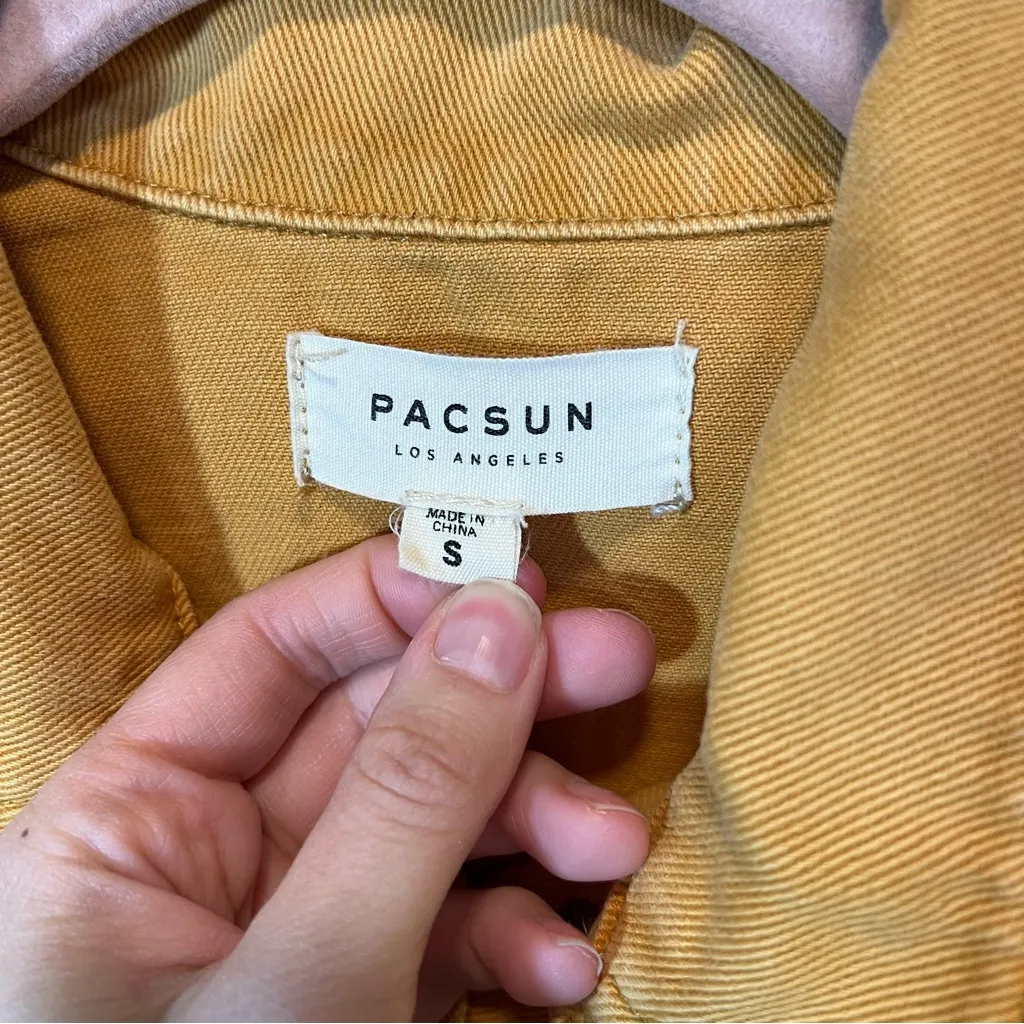 PACSUN
LOS ANGELES
MADE IN
CHINA
S